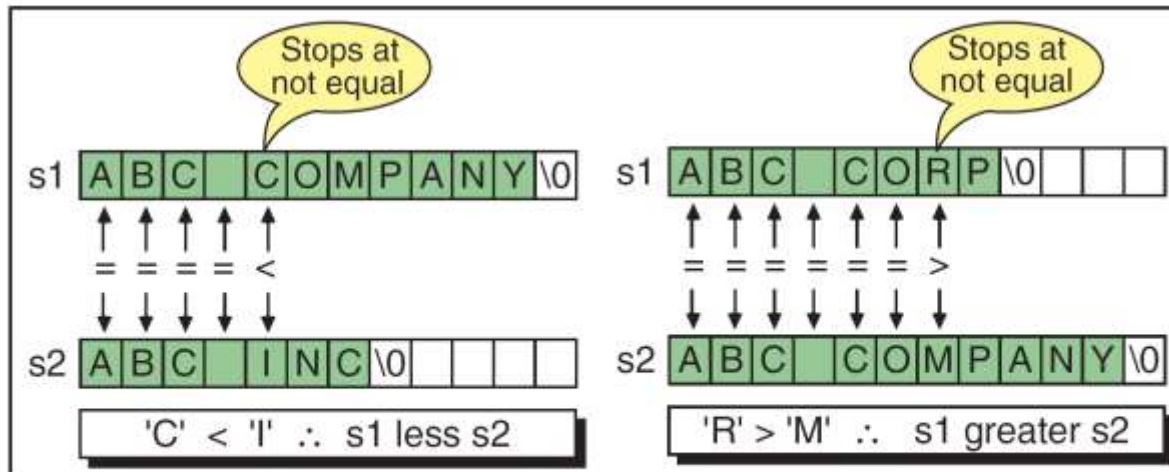 Stops at
not equal
s1 A B C C O M P A N Y \0
= = = = <
s2 A B C I N C \0
'C' < 'I' ∴ s1 less s2
Stops at
not equal
s1 A B C C O R P \0
= = = = = = >
s2 A B C C O M P A N Y \0
'R' > 'M' ∴ s1 greater s2